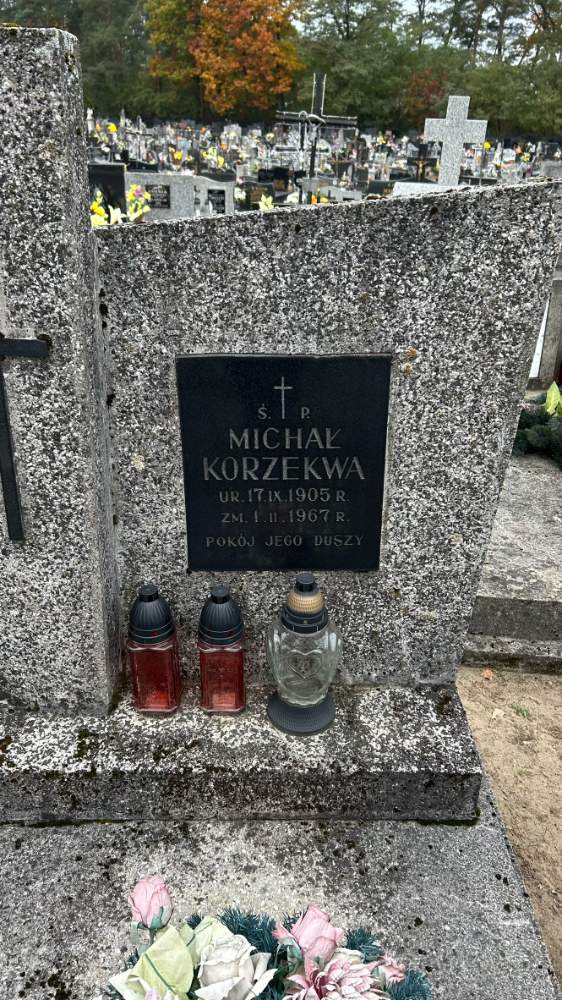 Ś. P.
MICHAŁ
KORZEKWA
UR. 17.IX.1905 R.
ZM. 1.II.1967 R.
POKÓJ JEGO DUSZY